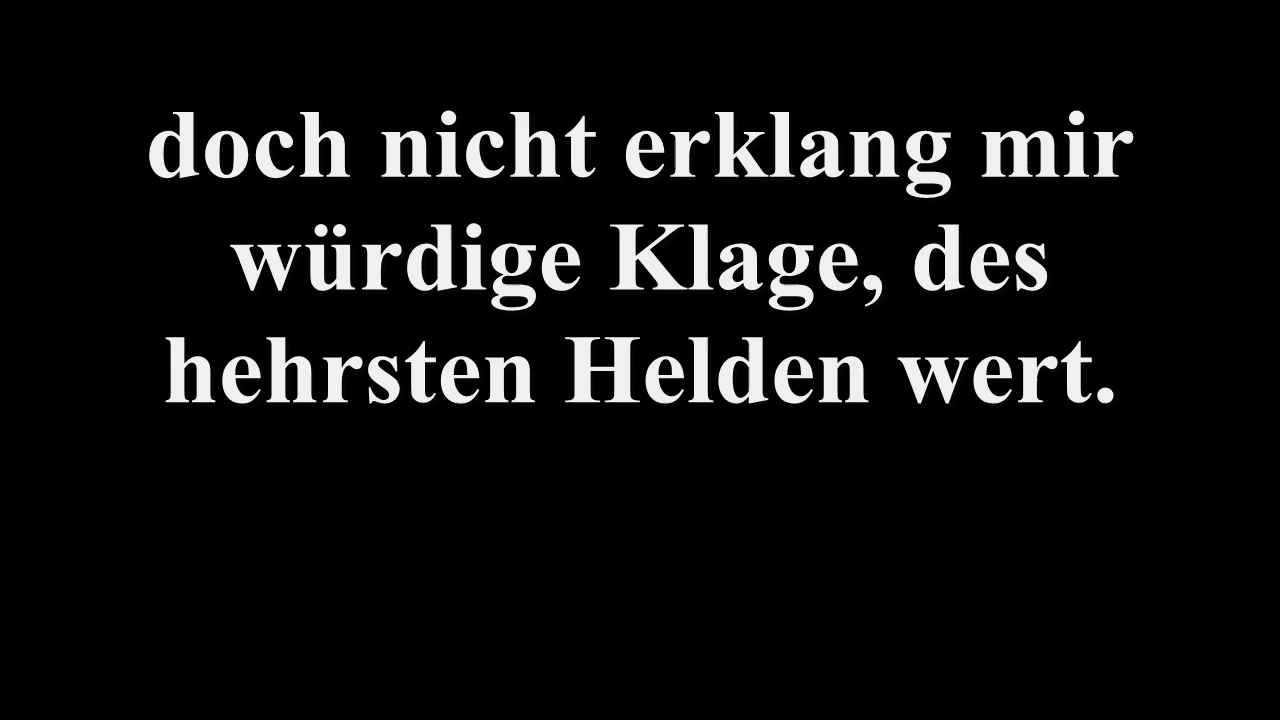 doch nicht erklang mir
würdige Klage, des
hehrsten Helden wert.